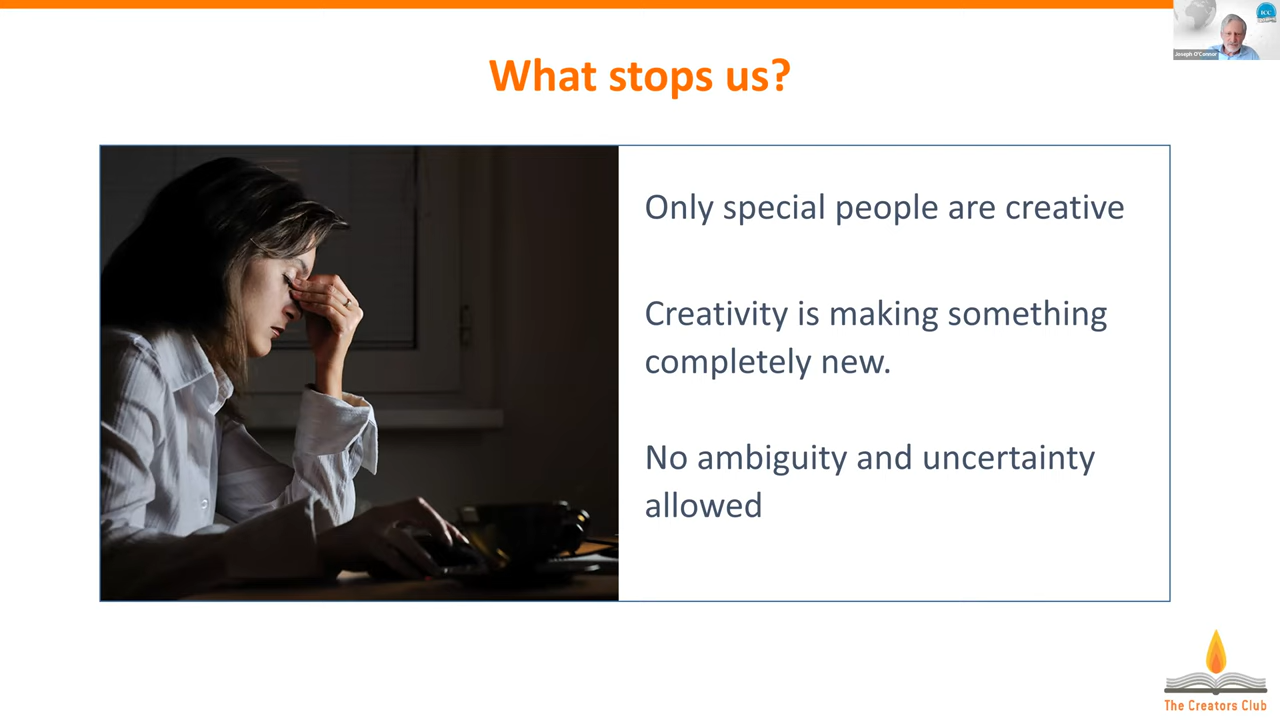 ICC
Joseph O'Connor
What stops us?
Only special people are creative
Creativity is making something
completely new.
No ambiguity and uncertainty
allowed
The Creators Club